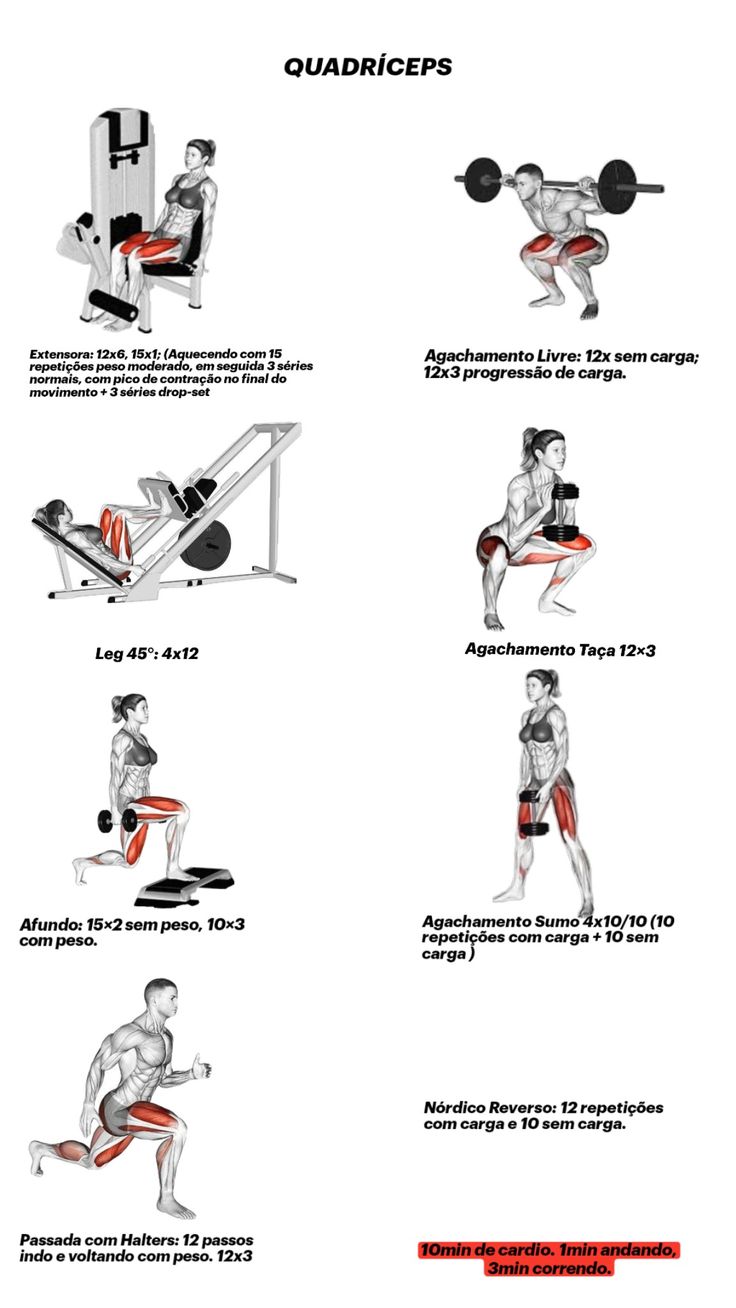 QUADRÍCEPS
Extensora: 12x6, 15x1; (Aquecendo com 15
repetições peso moderado, em seguida 3 séries
normais, com pico de contração no final do
movimento + 3 séries drop-set
Agachamento Livre: 12x sem carga;
12x3 progressão de carga.
Leg 45°: 4x12
Agachamento Taça 12×3
Afundo: 15×2 sem peso, 10×3
com peso.
Agachamento Sumo 4x10/10 (10
repetições com carga + 10 sem
carga )
Passada com Halters: 12 passos
indo e voltando com peso. 12x3
Nórdico Reverso: 12 repetições
com carga e 10 sem carga.
10min de cardio. 1min andando,
3min correndo.